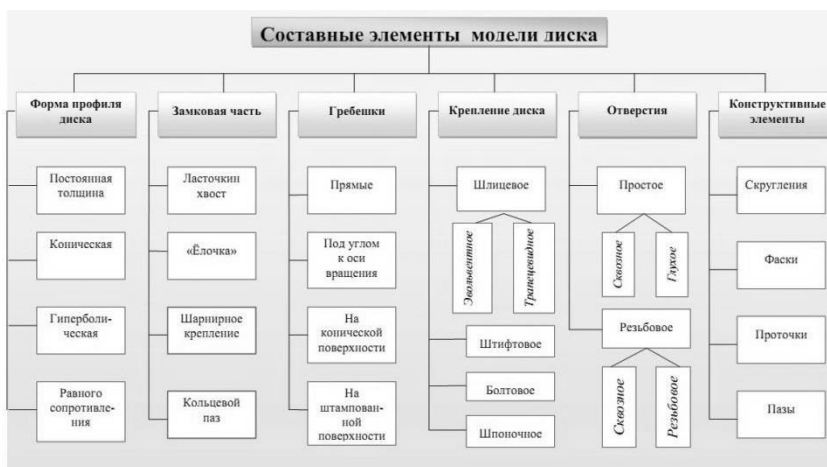 Составные элементы модели диска
Форма профиля
диска
Постоянная
толщина
Коническая
Гиперболи-
ческая
Равного
сопротивле-
ния
Замковая часть
Ласточкин
хвост
«Ёлочка»
Шарнирное
крепление
Кольцевой
паз
Гребешки
Прямые
Под углом
к оси
вращения
На
конической
поверхности
На
штампован-
ной
поверхности
Крепление диска
Шлицевое
Эвольвентное
Трапецевидное
Штифтовое
Болтовое
Шпоночное
Отверстия
Простое
Сквозное
Глухое
Резьбовое
Сквозное
Резьбовое
Конструктивные
элементы
Скругления
Фаски
Проточки
Пазы